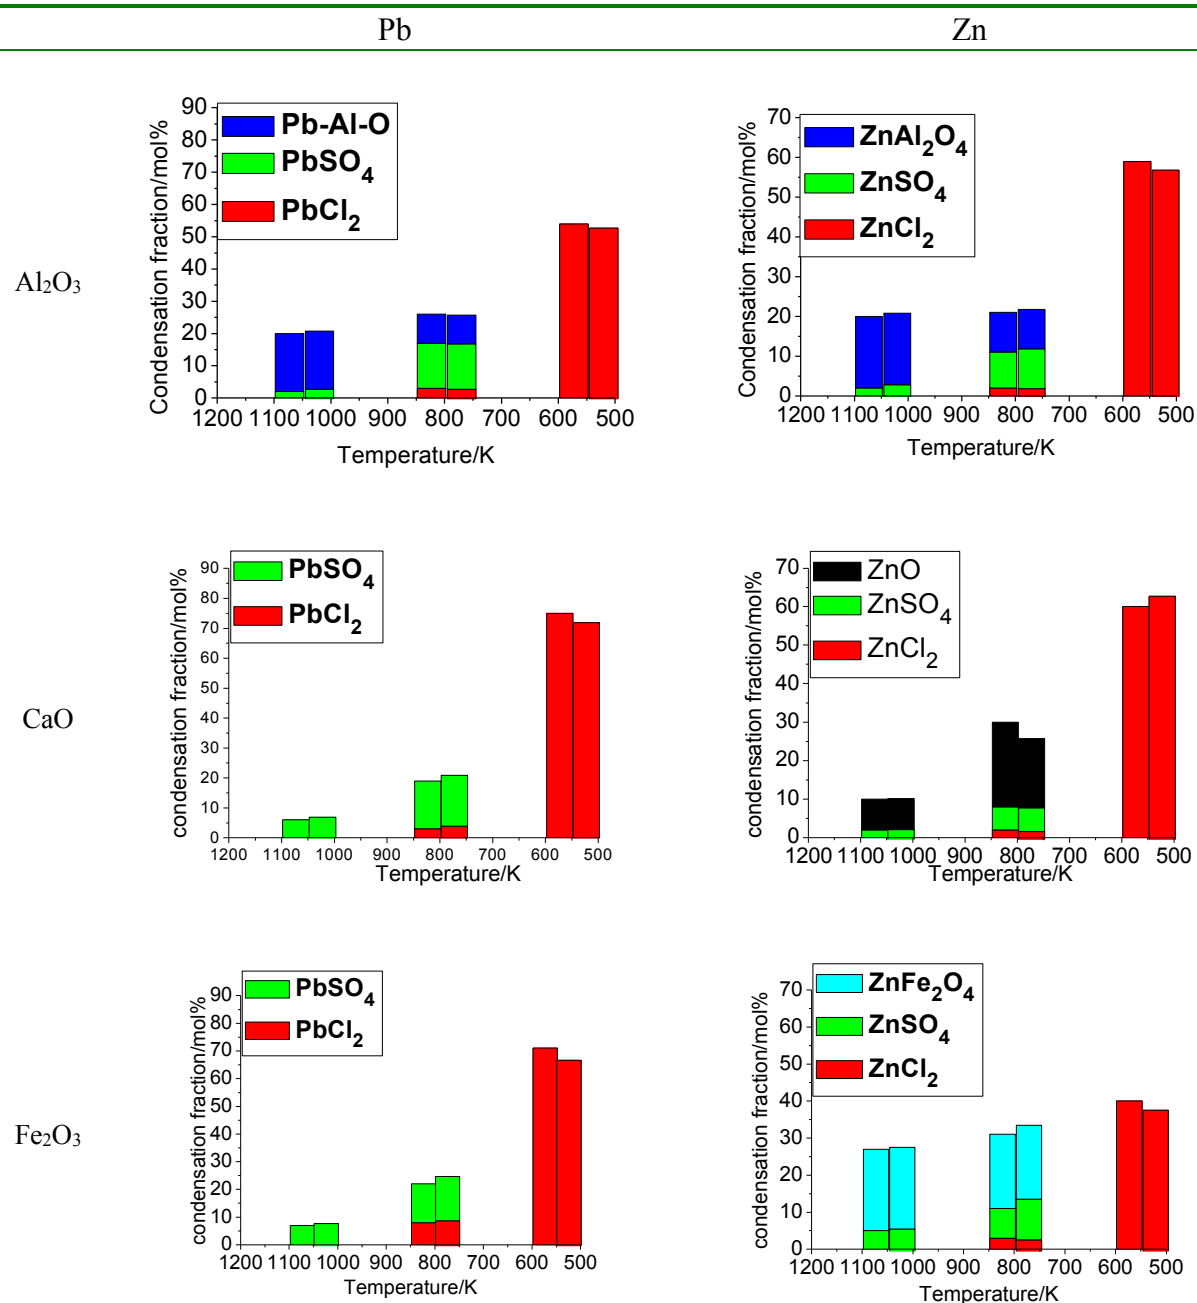 Pb Zn
Al₂O₃
Condensation fraction/mol%
90
80
70
60
50
40
30
20
10
0
Pb-Al-O
PbSO₄
PbCl₂
1200 1100 1000 900 800 700 600 500
Temperature/K
Condensation fraction/mol%
70
60
50
40
30
20
10
0
ZnAl₂O₄
ZnSO₄
ZnCl₂
1200 1100 1000 900 800 700 600 500
Temperature/K
CaO
condensation fraction/mol%
90
80
70
60
50
40
30
20
10
0
PbSO₄
PbCl₂
1200 1100 1000 900 800 700 600 500
Temperature/K
condensation fraction/mol%
70
60
50
40
30
20
10
0
ZnO
ZnSO₄
ZnCl₂
1200 1100 1000 900 800 700 600 500
Temperature/K
Fe₂O₃
condensation fraction/mol%
90
80
70
60
50
40
30
20
10
0
PbSO₄
PbCl₂
1200 1100 1000 900 800 700 600 500
Temperature/K
condensation fraction/mol%
70
60
50
40
30
20
10
0
ZnFe₂O₄
ZnSO₄
ZnCl₂
1200 1100 1000 900 800 700 600 500
Temperature/K